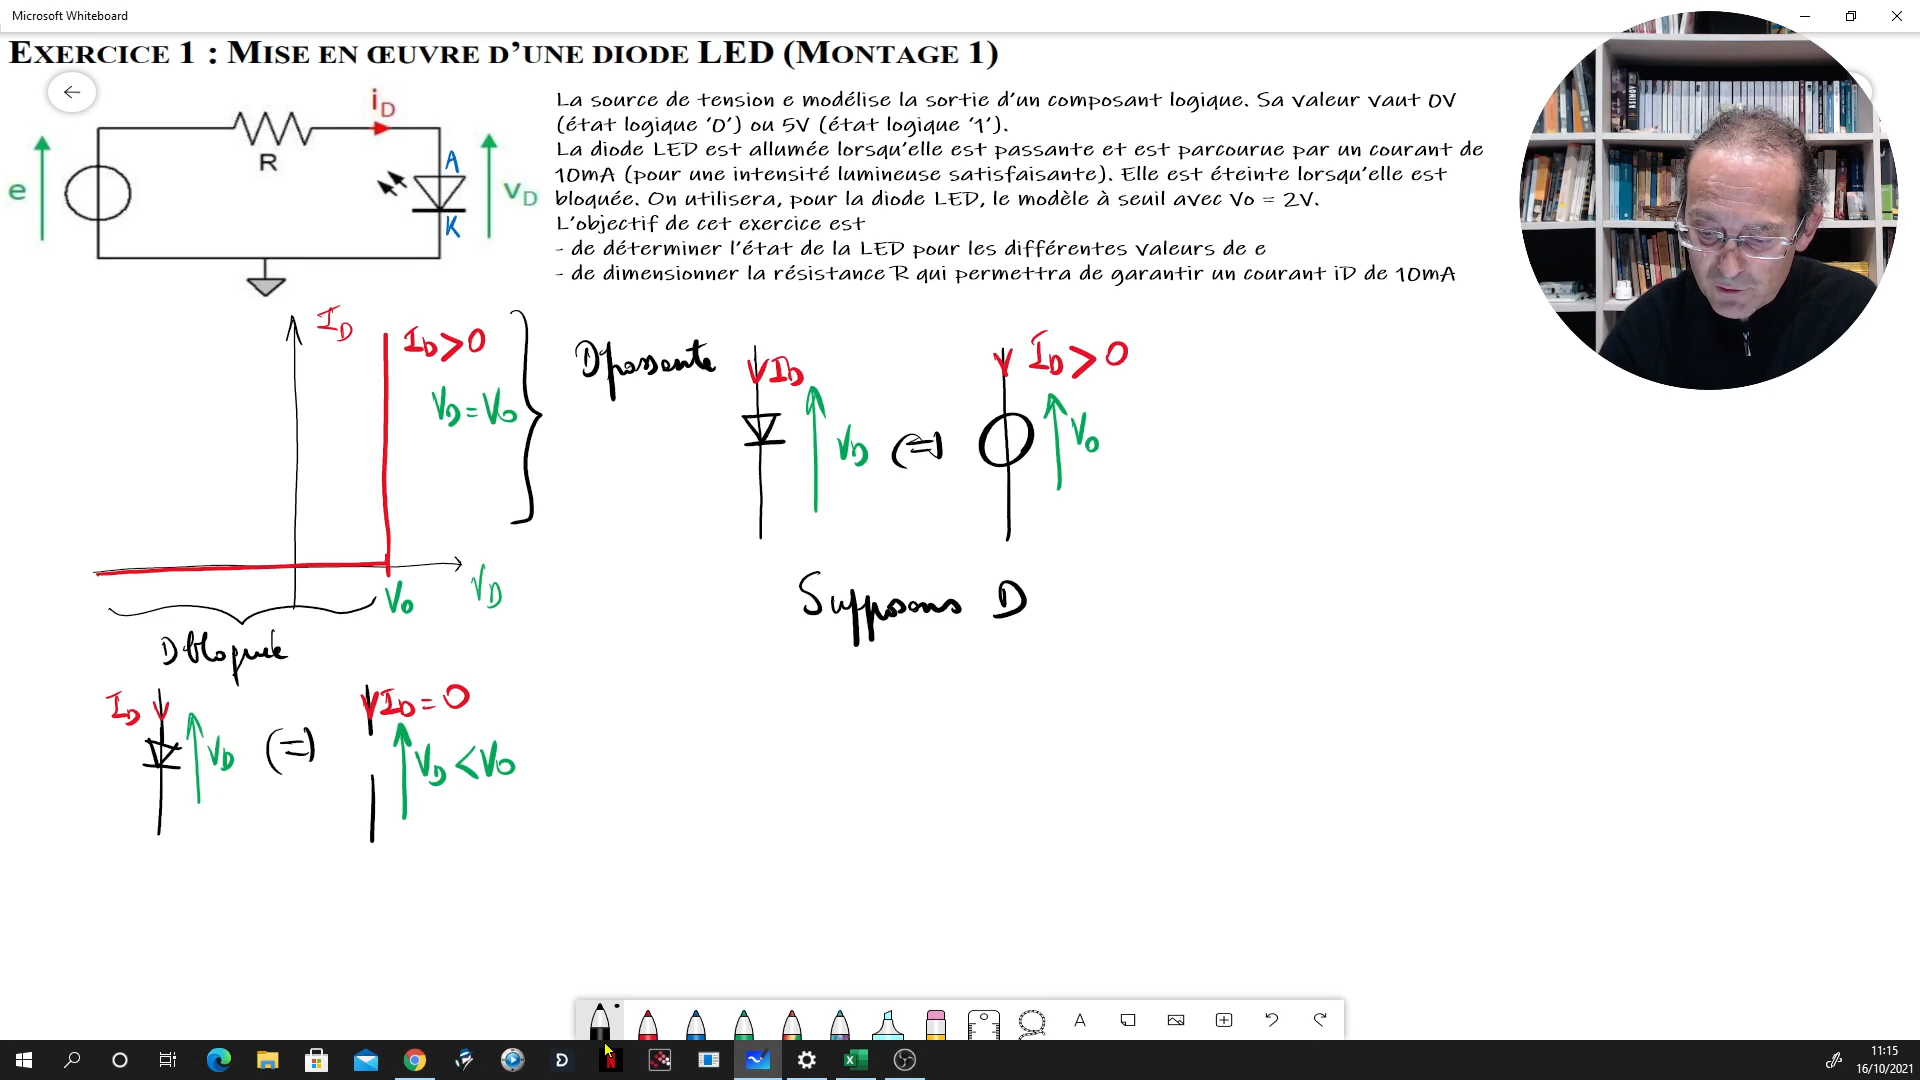 Microsoft Whiteboard
EXERCICE 1 : MISE EN ŒUVRE D'UNE DIODE LED (MONTAGE 1)
La source de tension e modélise la sortie d'un composant logique. Sa valeur vaut 0V
(état logique '0') ou 5V (état logique '1').
La diode LED est allumée lorsqu'elle est passante et est parcourue par un courant de
10mA (pour une intensité lumineuse satisfaisante). Elle est éteinte lorsqu'elle est
bloquée. On utilisera, pour la diode LED, le modèle à seuil avec Vo = 2V.
L'objectif de cet exercice est
- de déterminer l'état de la LED pour les différentes valeurs de e
- de dimensionner la résistance R qui permettra de garantir un courant iD de 10mA
iD
R
A
e
vD
K
ID
ID > 0
VD = V0
V0
VD
D passante
ID
VD
(=)
ID > 0
V0
Supposons D
D bloquée
ID
VD
(=)
ID = 0
VD < V0
A
11:15
16/10/2021